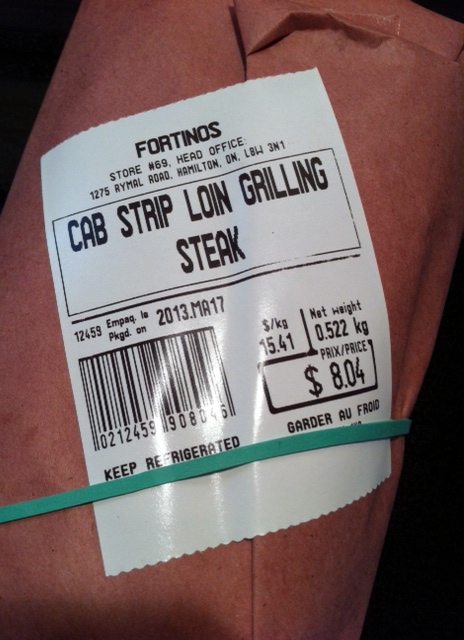 FORTINOS
STORE #69, HEAD OFFICE:
1275 RYMAL ROAD, HAMILTON, ON, L8W 3N1
CAB STRIP LOIN GRILLING
STEAK
12459 Empaq. le
Pkgd. on 2013.MA17
$/kg
15.41
Net weight
0.522 kg
PRIX/PRICE
$ 8.04
0212459 908046
KEEP REFRIGERATED
GARDER AU FROID